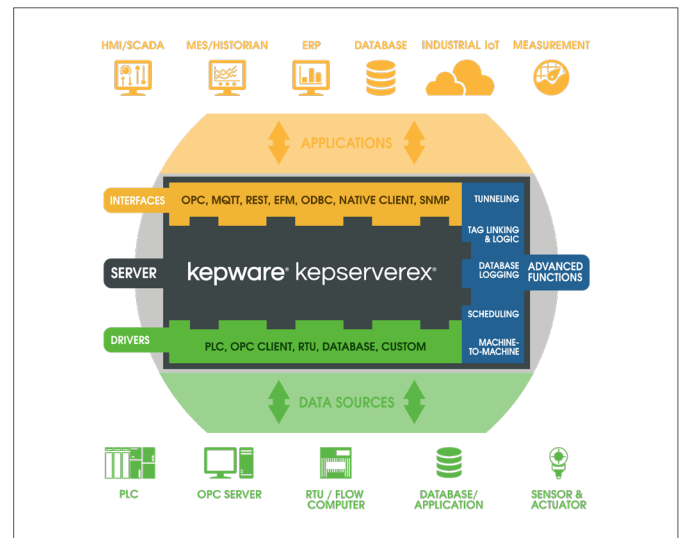 HMI/SCADA MES/HISTORIAN ERP DATABASE INDUSTRIAL IoT MEASUREMENT
APPLICATIONS
INTERFACES
OPC, MQTT, REST, EFM, ODBC, NATIVE CLIENT, SNMP
TUNNELING
TAG LINKING
& LOGIC
SERVER
kepware® kepserverex®
DATABASE
LOGGING
ADVANCED
FUNCTIONS
SCHEDULING
DRIVERS
PLC, OPC CLIENT, RTU, DATABASE, CUSTOM
MACHINE-
TO-MACHINE
DATA SOURCES
PLC
OPC SERVER
RTU / FLOW
COMPUTER
DATABASE/
APPLICATION
SENSOR &
ACTUATOR